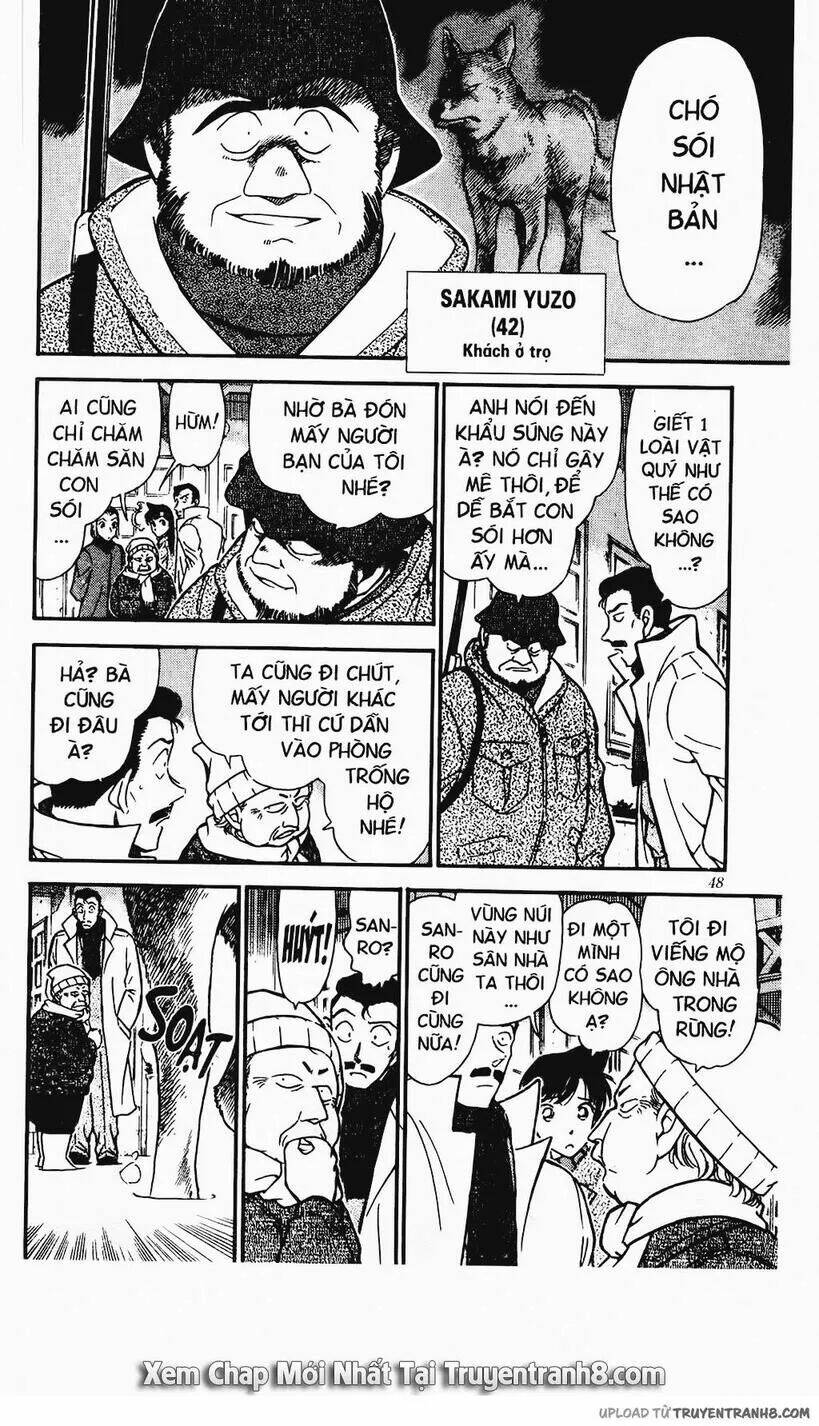 CHÓ
SÓI
NHẬT
BẢN
...
SAKAMI YUZO
(42)
Khách ở trọ
GIẾT 1
LOÀI VẬT
QUÝ NHƯ
THẾ CÓ
SAO
KHÔNG
...?
ANH NÓI ĐẾN
KHẨU SÚNG NÀY
À? NÓ CHỈ GÂY
MÊ THÔI, ĐỂ
DỄ BẮT CON
SÓI HƠN
ẤY MÀ...
NHỜ BÀ ĐÓN
MẤY NGƯỜI
BẠN CỦA TÔI
NHÉ?
HỪM!
AI CŨNG
CHỈ CHĂM
CHĂM SĂN
CON
SÓI
...
TA CŨNG ĐI CHÚT,
MẤY NGƯỜI KHÁC
TỚI THÌ CỨ DẪN
VÀO PHÒNG
TRỐNG
HỘ
NHÉ!
HẢ? BÀ
CŨNG
ĐI ĐÂU
À?
48
TÔI ĐI
VIẾNG MỘ
ÔNG NHÀ
TRONG
RỪNG!
ĐI MỘT
MÌNH
CÓ SAO
KHÔNG
Ạ?
VÙNG NÚI
NÀY NHƯ
SÂN NHÀ
TA THÔI
...
SAN-
RO
CŨNG
ĐI
CÙNG
NỮA!
SAN-
RO?
HUÝT!
SOẠT
Xem Chap Mới Nhất Tại Truyentranh8.com
UPLOAD TỪ TRUYENTRANH8.COM